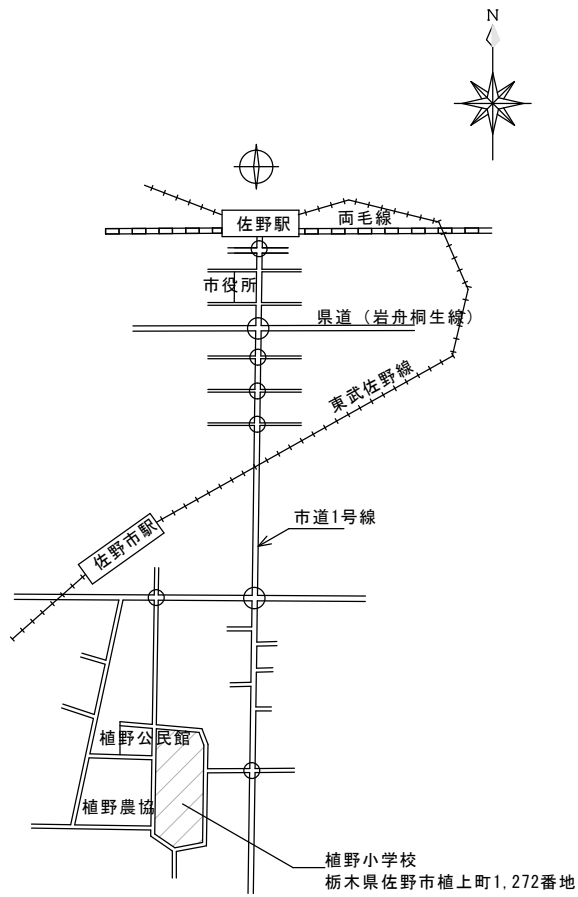 N
佐野駅
両毛線
市役所
県道（岩舟桐生線）
東武佐野線
市道1号線
佐野市駅
植野公民館
植野農協
植野小学校
栃木県佐野市植上町1,272番地